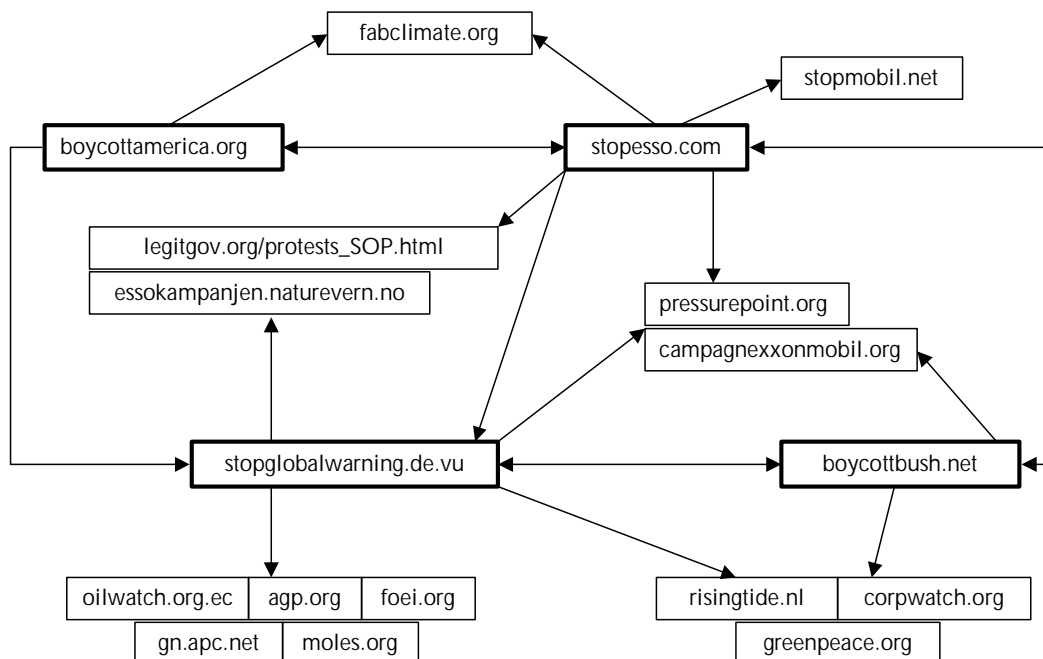 fabclimate.org
stopmobil.net
boycottamerica.org
stopesso.com
legitgov.org/protests_SOP.html
essokampanjen.naturevern.no
pressurepoint.org
campagnexxonmobil.org
stopglobalwarning.de.vu
boycottbush.net
oilwatch.org.ec
agp.org
foei.org
risingtide.nl
corpwatch.org
gn.apc.net
moles.org
greenpeace.org